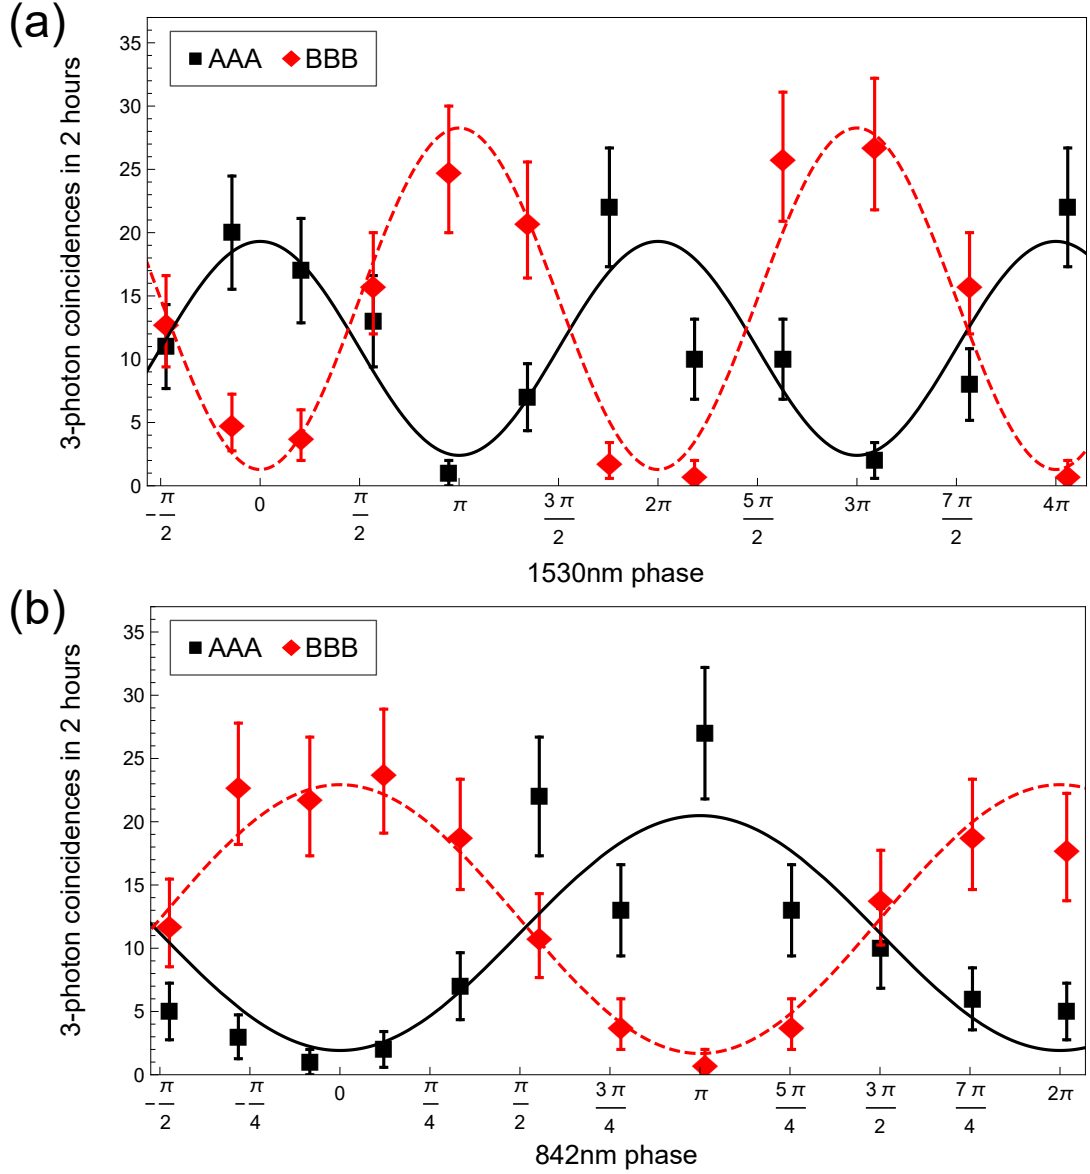 (a)
AAA BBB
3-photon coincidences in 2 hours
35
30
25
20
15
10
5
0
-π/2 0 π/2 π 3π/2 2π 5π/2 3π 7π/2 4π
1530nm phase
(b)
AAA BBB
3-photon coincidences in 2 hours
35
30
25
20
15
10
5
0
-π/2 -π/4 0 π/4 π/2 3π/4 π 5π/4 3π/2 7π/4 2π
842nm phase